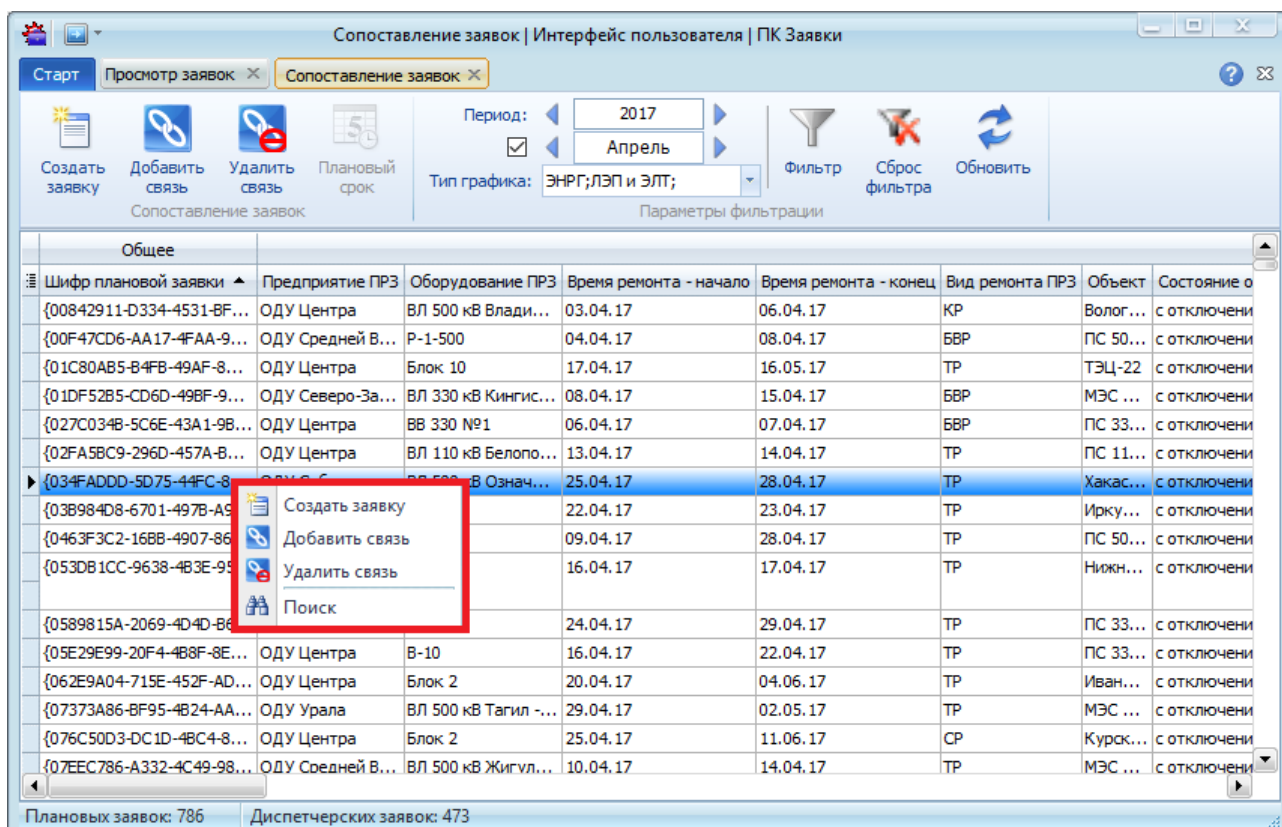 Сопоставление заявок | Интерфейс пользователя | ПК Заявки
Старт Просмотр заявок Сопоставление заявок
Период: 2017
Апрель
Тип графика: ЭНРГ;ЛЭП и ЭЛТ;
Создать заявку Добавить связь Удалить связь Плановый срок Фильтр Сброс фильтра Обновить
Сопоставление заявок Параметры фильтрации
Общее
Шифр плановой заявки Предприятие ПРЗ Оборудование ПРЗ Время ремонта - начало Время ремонта - конец Вид ремонта ПРЗ Объект Состояние о
{00842911-D334-4531-BF... ОДУ Центра ВЛ 500 кВ Влади... 03.04.17 06.04.17 КР Волог... с отключени
{00F47CD6-AA17-4FAA-9... ОДУ Средней В... Р-1-500 04.04.17 08.04.17 БВР ПС 50... с отключени
{01C80AB5-B4FB-49AF-8... ОДУ Центра Блок 10 17.04.17 16.05.17 ТР ТЭЦ-22 с отключени
{01DF52B5-CD6D-49BF-9... ОДУ Северо-За... ВЛ 330 кВ Кингис... 08.04.17 15.04.17 БВР МЭС ... с отключени
{027C034B-5C6E-43A1-9B... ОДУ Центра ВВ 330 №1 06.04.17 07.04.17 БВР ПС 33... с отключени
{02FA5BC9-296D-457A-B... ОДУ Центра ВЛ 110 кВ Белопо... 13.04.17 14.04.17 ТР ПС 11... с отключени
{034FADDD-5D75-44FC-8 Означ... 25.04.17 28.04.17 ТР Хакас... с отключени
{03B984D8-6701-497B-A9 22.04.17 23.04.17 ТР Ирку... с отключени
{0463F3C2-16BB-4907-86 09.04.17 28.04.17 ТР ПС 50... с отключени
{053DB1CC-9638-4B3E-95 16.04.17 17.04.17 ТР Нижн... с отключени
Создать заявку
Добавить связь
Удалить связь
Поиск
{0589815A-2069-4D4D-B6 24.04.17 29.04.17 ТР ПС 33... с отключени
{05E29E99-20F4-4B8F-8E... ОДУ Центра В-10 16.04.17 22.04.17 ТР ПС 33... с отключени
{062E9A04-715E-452F-AD... ОДУ Центра Блок 2 20.04.17 04.06.17 ТР Иван... с отключени
{07373A86-BF95-4B24-AA... ОДУ Урала ВЛ 500 кВ Тагил -... 29.04.17 02.05.17 ТР МЭС ... с отключени
{076C50D3-DC1D-4BC4-8... ОДУ Центра Блок 2 25.04.17 11.06.17 СР Курск... с отключени
{07EEC786-A332-4C49-98... ОДУ Средней В... ВЛ 500 кВ Жигул... 10.04.17 14.04.17 ТР МЭС ... с отключени
Плановых заявок: 786 Диспетчерских заявок: 473